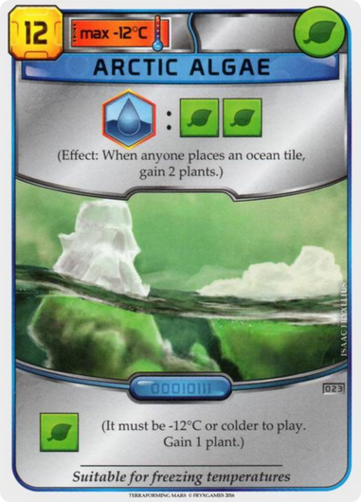 12
max -12°C
ARCTIC ALGAE
:
(Effect: When anyone places an ocean tile,
gain 2 plants.)
ISAAC FRYXELIUS
00010111
023
(It must be -12°C or colder to play.
Gain 1 plant.)
Suitable for freezing temperatures
TERRAFORMING MARS © FRYXGAMES 2016